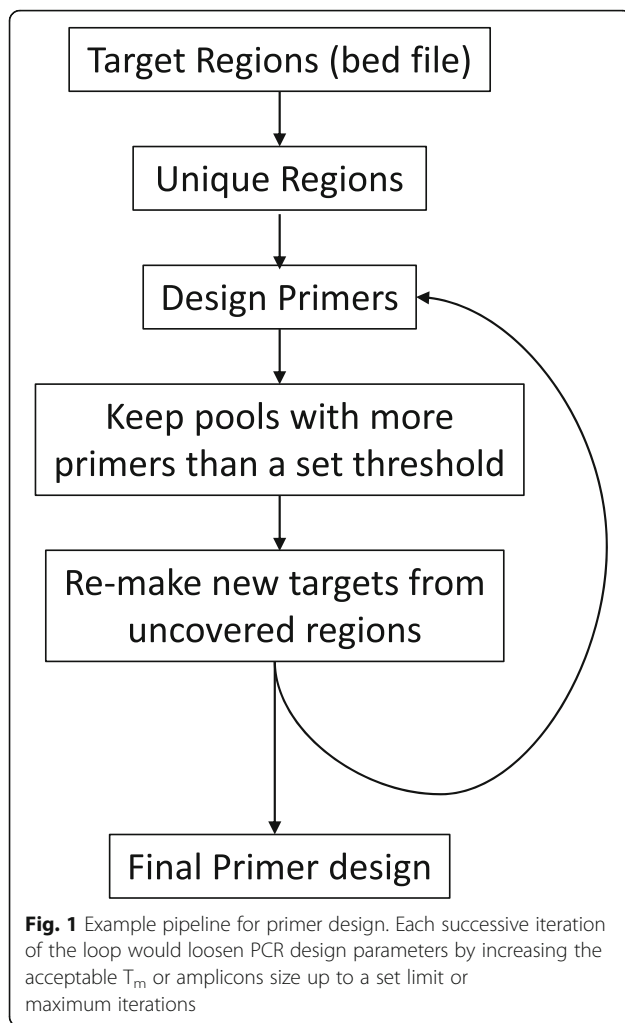 Target Regions (bed file)
Unique Regions
Design Primers
Keep pools with more
primers than a set threshold
Re-make new targets from
uncovered regions
Final Primer design
Fig. 1 Example pipeline for primer design. Each successive iteration
of the loop would loosen PCR design parameters by increasing the
acceptable Tm or amplicons size up to a set limit or
maximum iterations